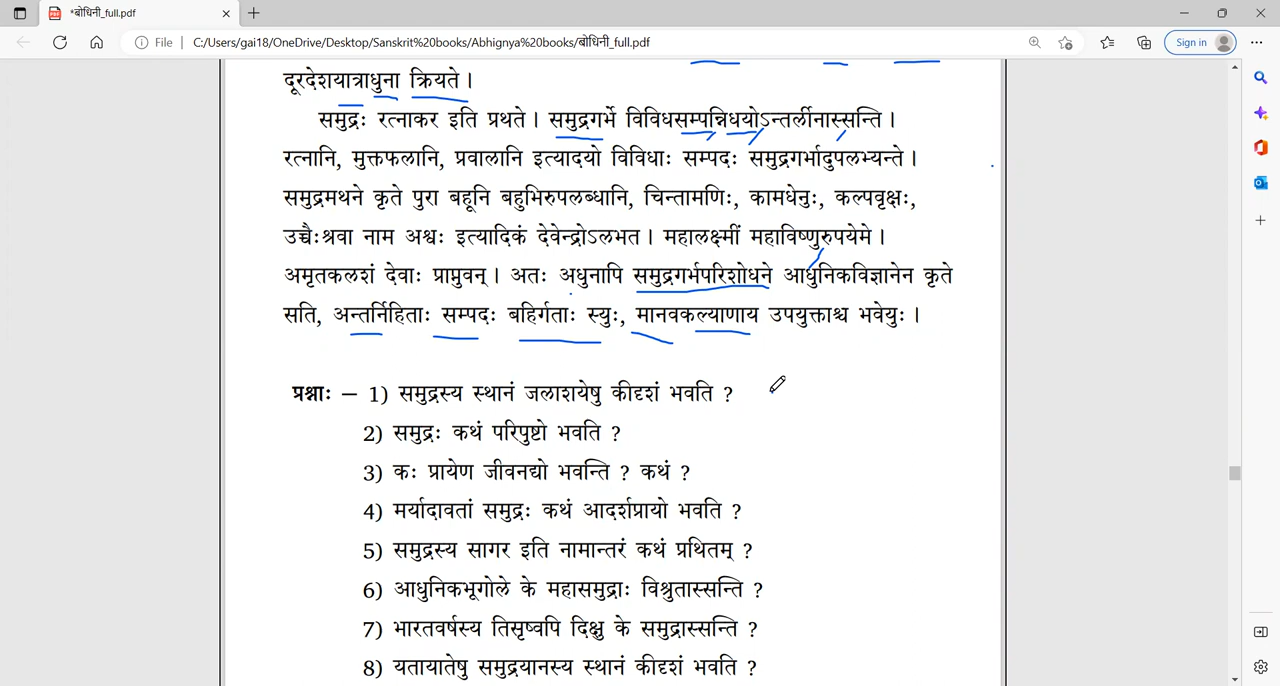 *बोधिनी_full.pdf
File | C:/Users/gai18/OneDrive/Desktop/Sanskrit%20books/Abhignya%20books/बोधिनी_full.pdf
Sign in
दूरदेशयात्राधुना क्रियते ।
समुद्रः रत्नाकर इति प्रथते । समुद्रगर्भे विविधसम्पन्निधयोऽन्तर्लीनास्सन्ति ।
रत्नानि, मुक्तफलानि, प्रवालानि इत्यादयो विविधाः सम्पदः समुद्रगर्भादुपलभ्यन्ते ।
समुद्रमथने कृते पुरा बहूनि बहुभिरुपलब्धानि, चिन्तामणिः, कामधेनुः, कल्पवृक्षः,
उच्चैःश्रवा नाम अश्वः इत्यादिकं देवेन्द्रोऽलभत । महालक्ष्मीं महाविष्णुरुपयेमे ।
अमृतकलशं देवाः प्राप्नुवन् । अतः अधुनापि समुद्रगर्भपरिशोधने आधुनिकविज्ञानेन कृते
सति, अन्तर्निहिताः सम्पदः बहिर्गताः स्युः, मानवकल्याणाय उपयुक्ताश्च भवेयुः ।
प्रश्नाः – 1) समुद्रस्य स्थानं जलाशयेषु कीदृशं भवति ?
2) समुद्रः कथं परिपुष्टो भवति ?
3) कः प्रायेण जीवनद्यो भवन्ति ? कथं ?
4) मर्यादावतां समुद्रः कथं आदर्शप्रायो भवति ?
5) समुद्रस्य सागर इति नामान्तरं कथं प्रथितम् ?
6) आधुनिकभूगोले के महासमुद्राः विश्रुतास्सन्ति ?
7) भारतवर्षस्य तिसृष्वपि दिक्षु के समुद्रास्सन्ति ?
8) यतायातेषु समुद्रयानस्य स्थानं कीदृशं भवति ?